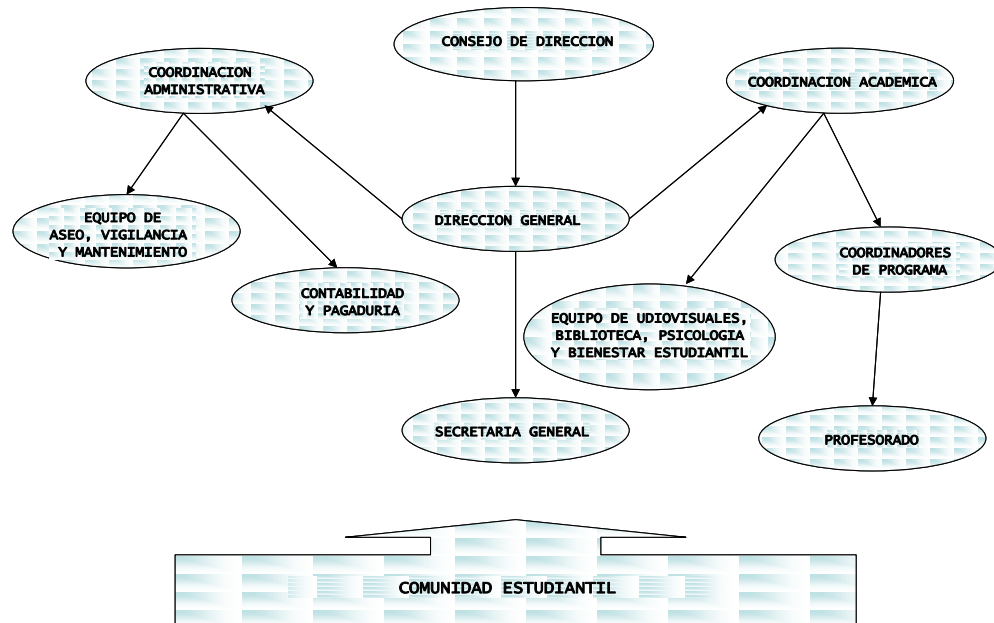 CONSEJO DE DIRECCION
COORDINACION
ADMINISTRATIVA
COORDINACION ACADEMICA
DIRECCION GENERAL
EQUIPO DE
ASEO, VIGILANCIA
Y MANTENIMIENTO
CONTABILIDAD
Y PAGADURIA
EQUIPO DE UDIOVISUALES,
BIBLIOTECA, PSICOLOGIA
Y BIENESTAR ESTUDIANTIL
COORDINADORES
DE PROGRAMA
SECRETARIA GENERAL
PROFESORADO
COMUNIDAD ESTUDIANTIL